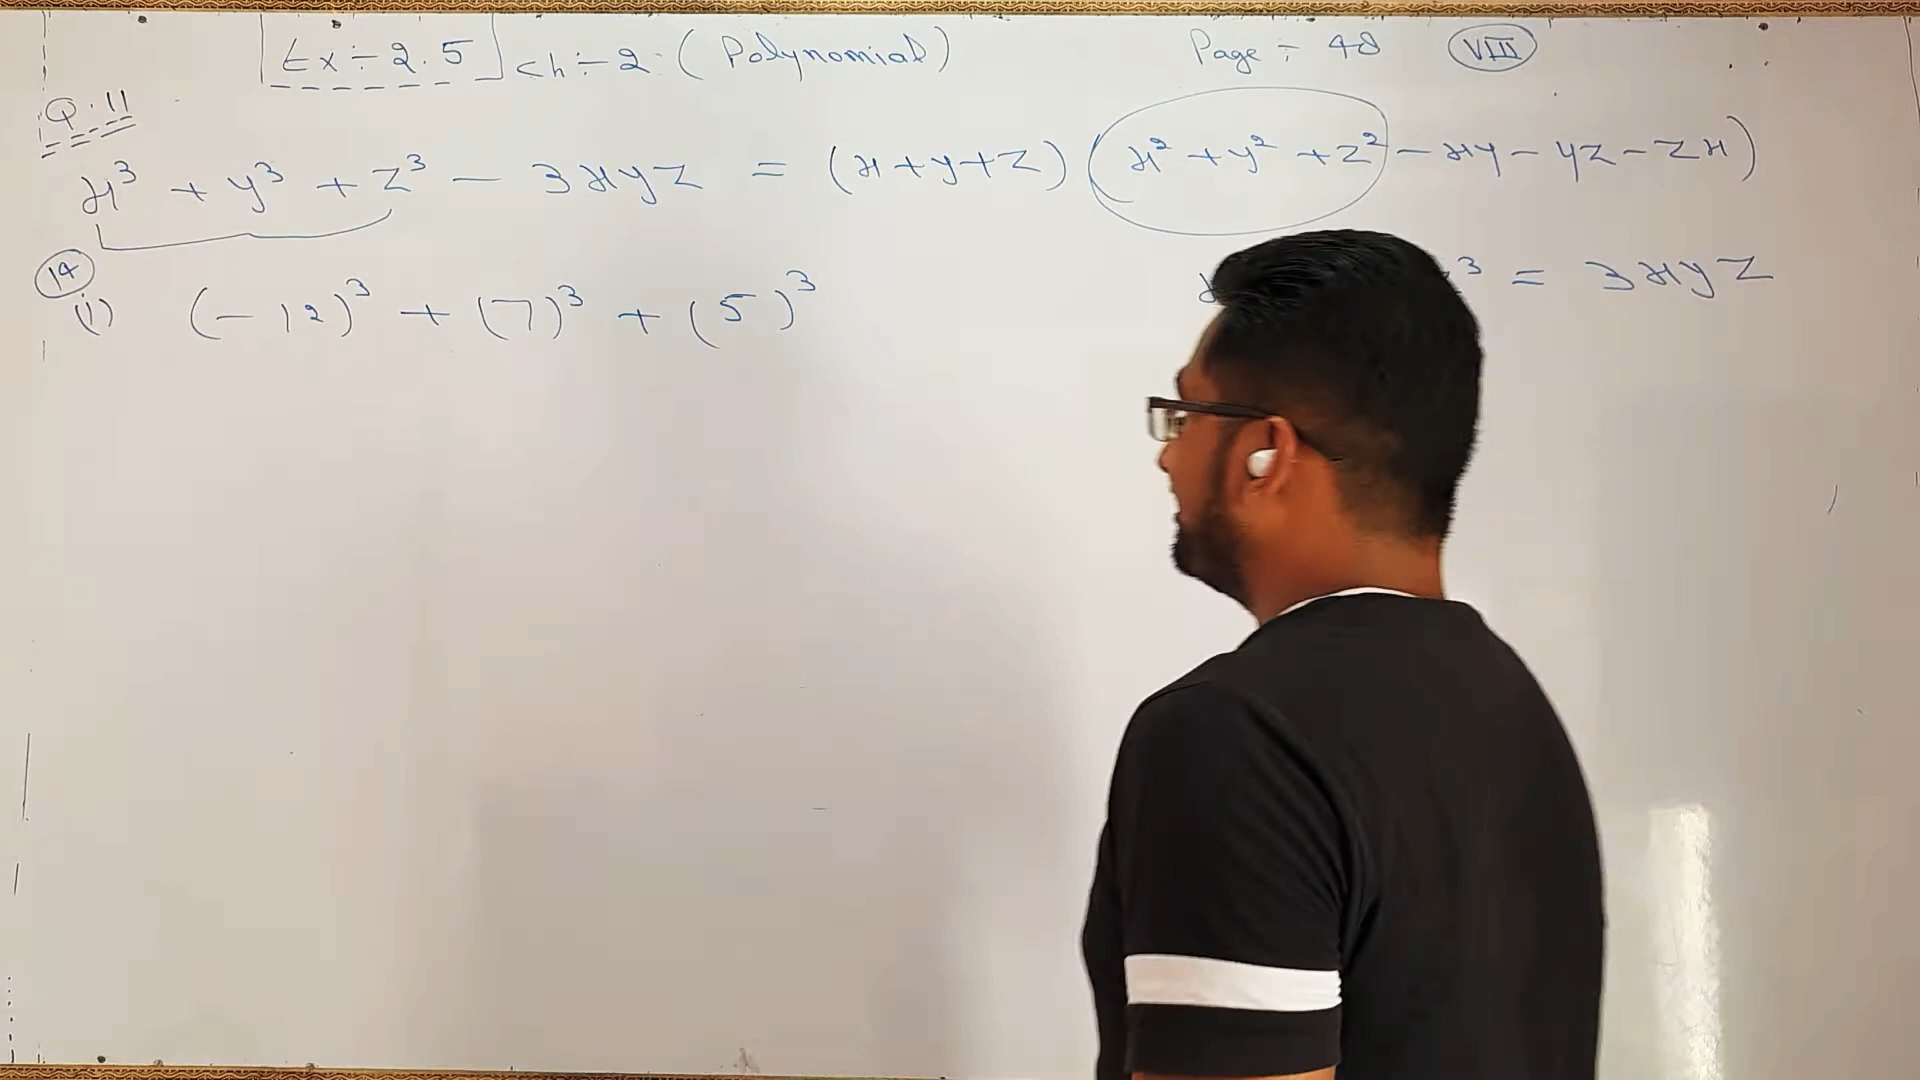 Ex ÷ 2.5 Ch ÷ 2 (Polynomial) Page ÷ 48 VIII
Q.11
x³ + y³ + z³ - 3xyz = (x+y+z) (x² + y² + z² - xy - yz - zx)
³ = 3xyz
14
(i) (-12)³ + (7)³ + (5)³